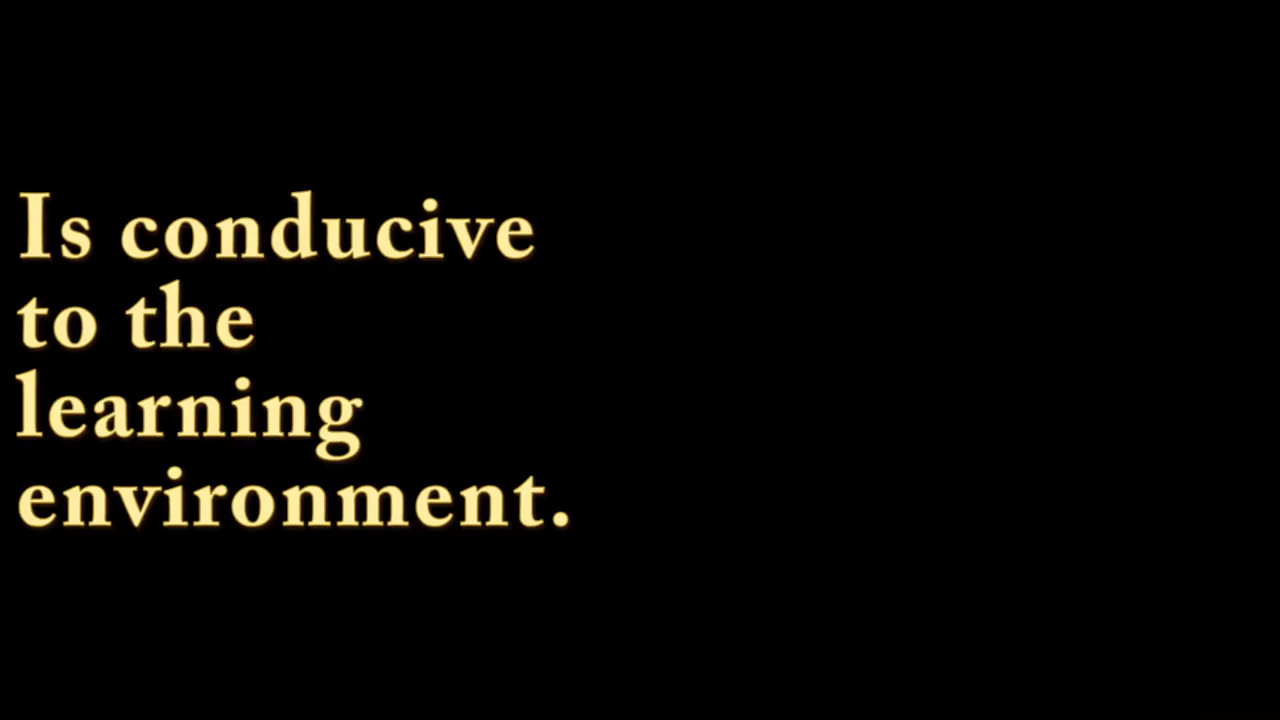 Is conducive
to the
learning
environment.